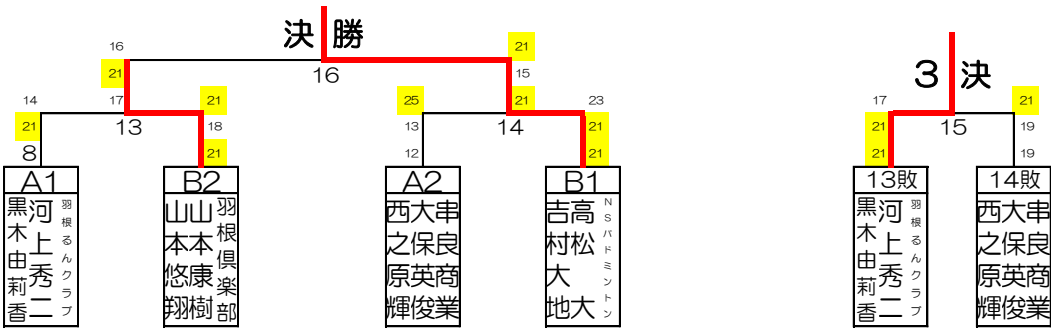 決 勝
16
21
21
16
15
3 決
14
17
21
25
21
23
17
21
21
13
18
13
14
21
21
15
19
8
21
12
21
21
19
A1
B2
A2
B1
13敗
14敗
黒木由莉香
河上秀二
羽根るんクラブ
山本悠翔
山本康樹
羽根倶楽部
西之原輝
大保英俊
串良商業
吉村大地
高松大
NSバドミントン
黒木由莉香
河上秀二
羽根るんクラブ
西之原輝
大保英俊
串良商業